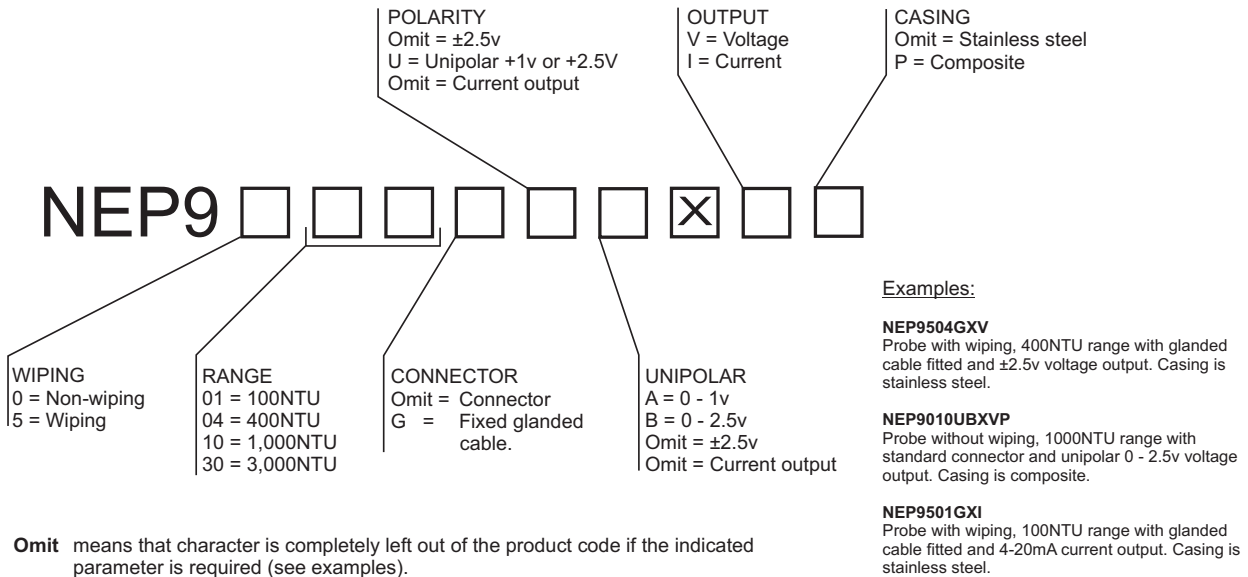 POLARITY
Omit = ±2.5v
U = Unipolar +1v or +2.5V
Omit = Current output
OUTPUT
V = Voltage
I = Current
CASING
Omit = Stainless steel
P = Composite
NEP9 X
WIPING
0 = Non-wiping
5 = Wiping
RANGE
01 = 100NTU
04 = 400NTU
10 = 1,000NTU
30 = 3,000NTU
CONNECTOR
Omit = Connector
G = Fixed glanded
cable.
UNIPOLAR
A = 0 - 1v
B = 0 - 2.5v
Omit = ±2.5v
Omit = Current output
Examples:
NEP9504GXV
Probe with wiping, 400NTU range with glanded
cable fitted and ±2.5v voltage output. Casing is
stainless steel.
NEP9010UBXVP
Probe without wiping, 1000NTU range with
standard connector and unipolar 0 - 2.5v voltage
output. Casing is composite.
NEP9501GXI
Probe with wiping, 100NTU range with glanded
cable fitted and 4-20mA current output. Casing is
stainless steel.
Omit means that character is completely left out of the product code if the indicated
parameter is required (see examples).